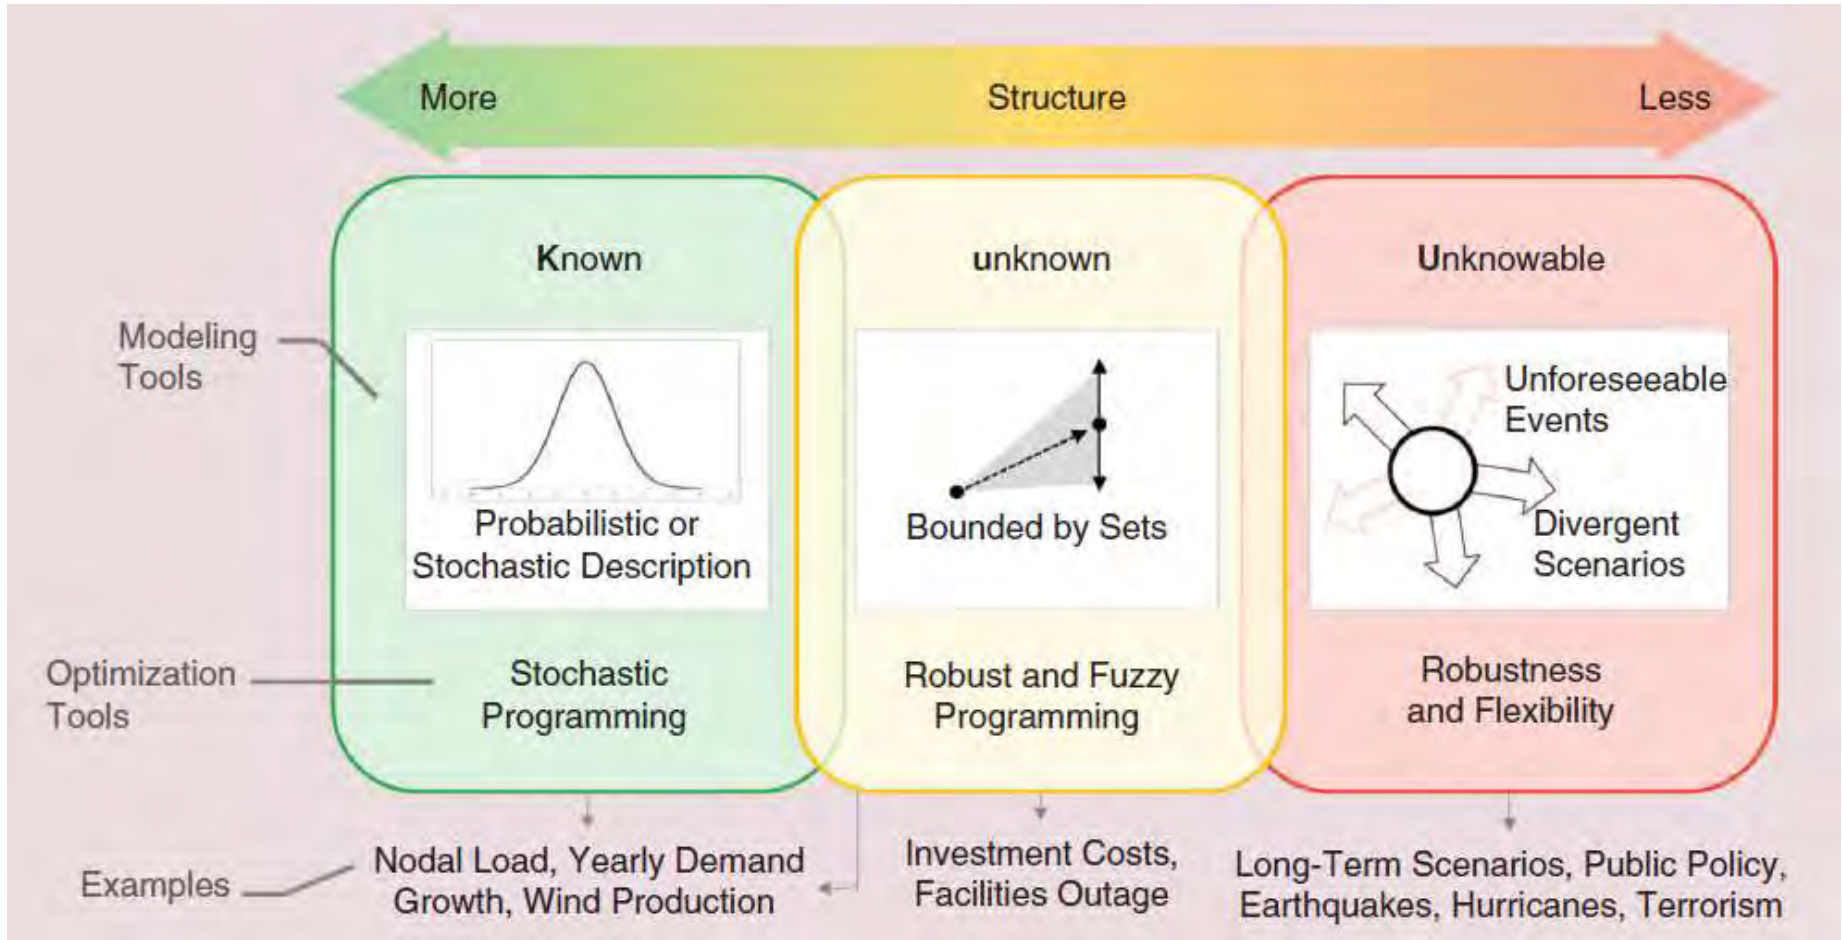 More Structure Less
Known
unknown
Unknowable
Modeling
Tools
Probabilistic or
Stochastic Description
Bounded by Sets
Unforeseeable
Events
Divergent
Scenarios
Optimization
Tools
Stochastic
Programming
Robust and Fuzzy
Programming
Robustness
and Flexibility
Examples
Nodal Load, Yearly Demand
Growth, Wind Production
Investment Costs,
Facilities Outage
Long-Term Scenarios, Public Policy,
Earthquakes, Hurricanes, Terrorism